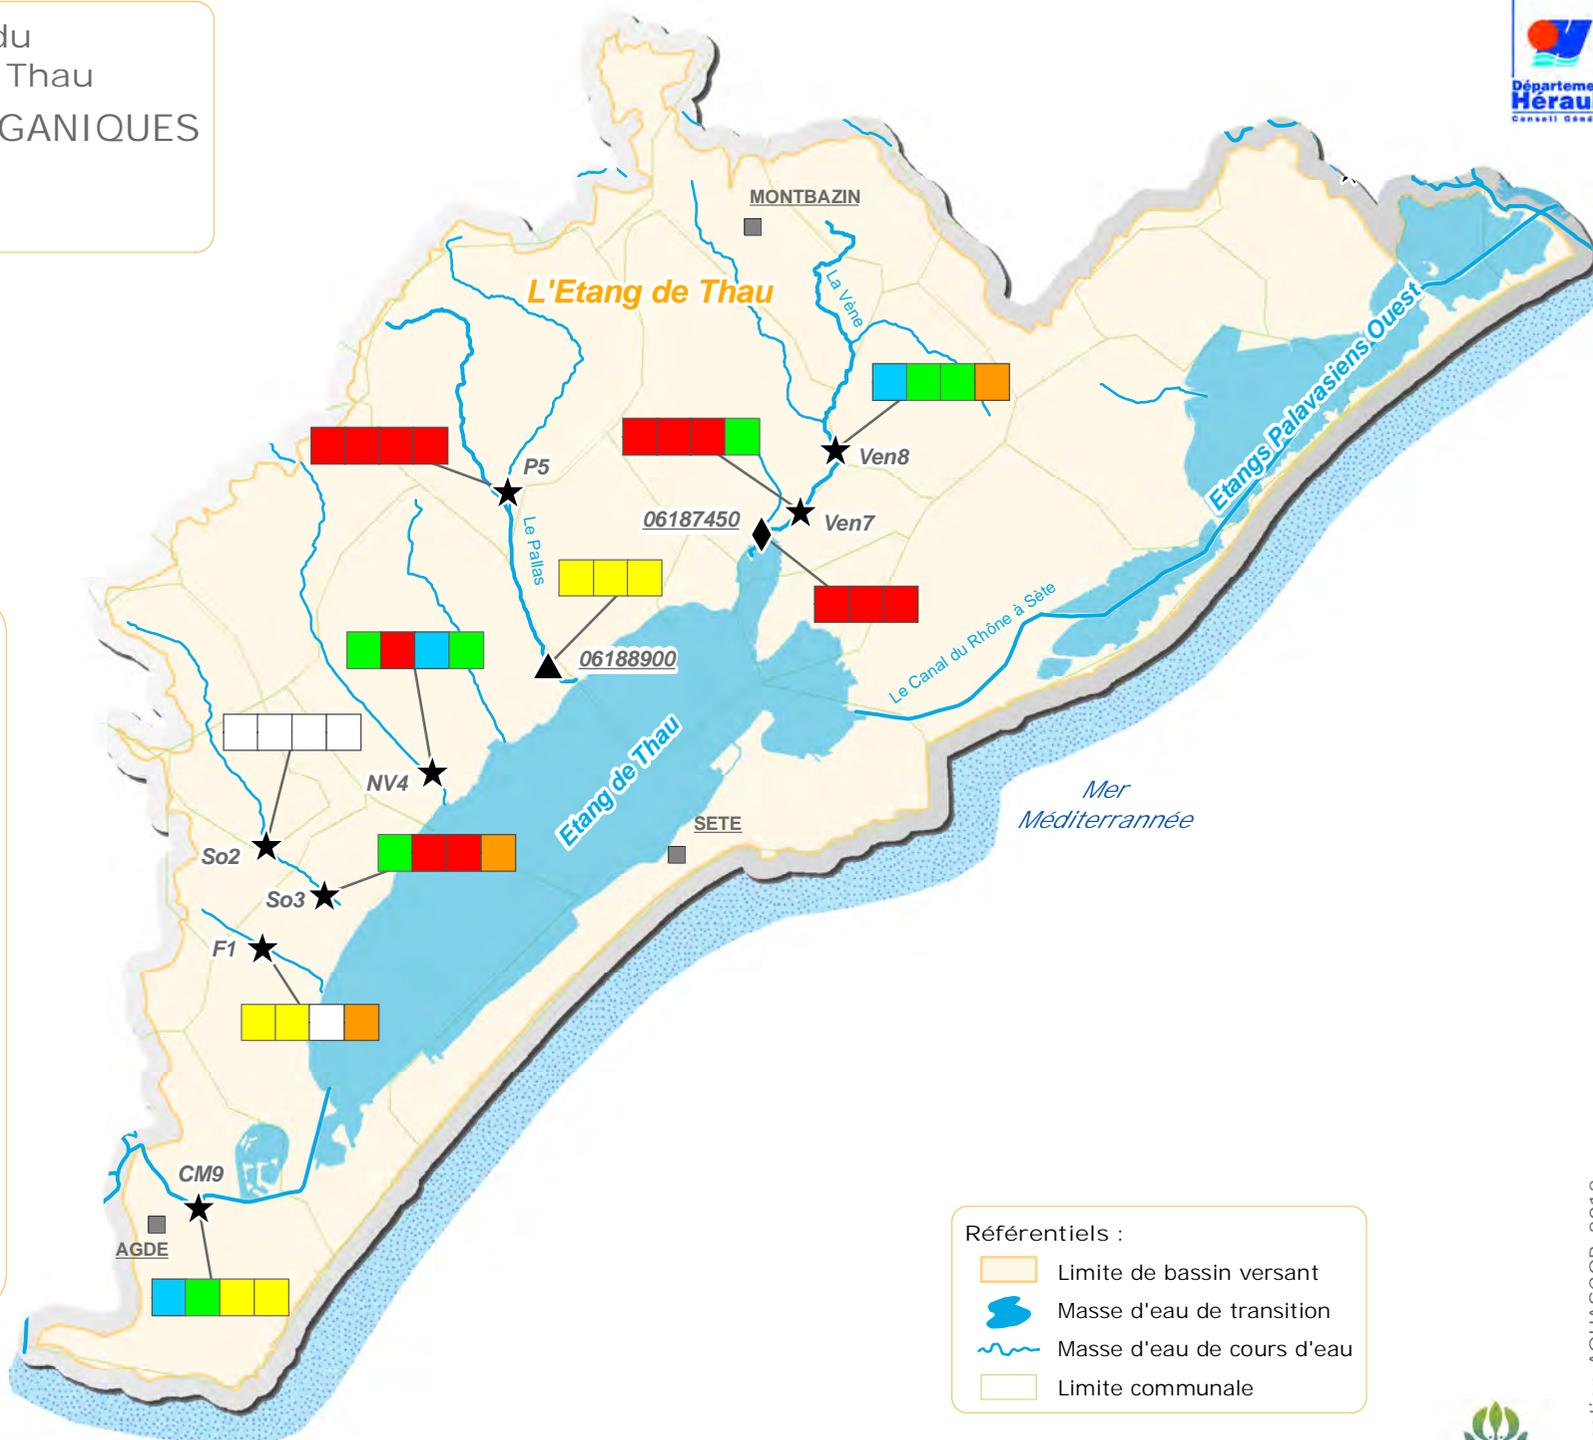 du
Thau
GANIQUES
Départeme
Hérau
Conseil Géné
MONTBAZIN
L'Etang de Thau
La Vène
Etangs Palavasiens Ouest
P5
Ven8
06187450
Ven7
Le Pallas
Le Canal du Rhône à Sète
06188900
Etang de Thau
NV4
Mer
Méditerrannée
SETE
So2
So3
F1
CM9
AGDE
Référentiels :
Limite de bassin versant
Masse d'eau de transition
Masse d'eau de cours d'eau
Limite communale